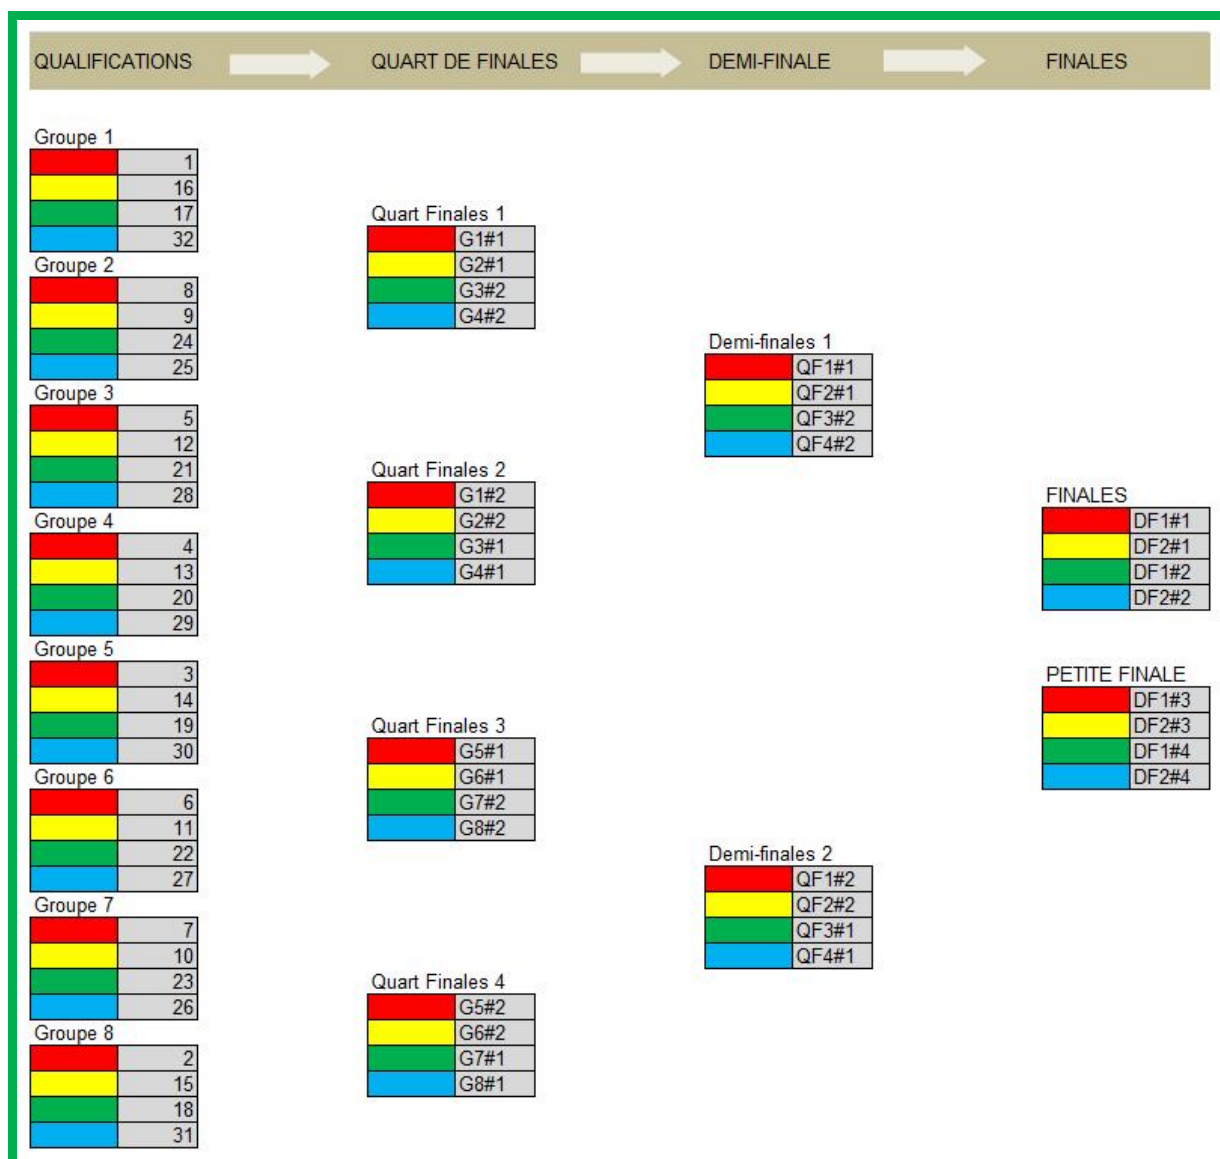 QUALIFICATIONS QUART DE FINALES DEMI-FINALE FINALES
Groupe 1
1
16
17
32
Groupe 2
8
9
24
25
Groupe 3
5
12
21
28
Groupe 4
4
13
20
29
Groupe 5
3
14
19
30
Groupe 6
6
11
22
27
Groupe 7
7
10
23
26
Groupe 8
2
15
18
31
Quart Finales 1
G1#1
G2#1
G3#2
G4#2
Quart Finales 2
G1#2
G2#2
G3#1
G4#1
Quart Finales 3
G5#1
G6#1
G7#2
G8#2
Quart Finales 4
G5#2
G6#2
G7#1
G8#1
Demi-finales 1
QF1#1
QF2#1
QF3#2
QF4#2
Demi-finales 2
QF1#2
QF2#2
QF3#1
QF4#1
FINALES
DF1#1
DF2#1
DF1#2
DF2#2
PETITE FINALE
DF1#3
DF2#3
DF1#4
DF2#4